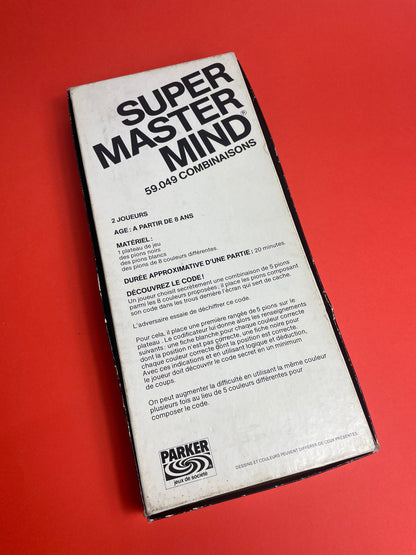 SUPER
MASTER
MIND®
59.049 COMBINAISONS
2 JOUEURS
AGE : A PARTIR DE 8 ANS
MATÉRIEL :
1 plateau de jeu
des pions noirs
des pions blancs
des pions de 8 couleurs différentes.
DURÉE APPROXIMATIVE D'UNE PARTIE : 20 minutes.
DÉCOUVREZ LE CODE !
Un joueur choisit secrètement une combinaison de 5 pions
parmi les 8 couleurs proposées ; il place les pions composant
son code dans les trous derrière l'écran qui sert de cache.
L'adversaire essaie de déchiffrer ce code.
Pour cela, il place une première rangée de 5 pions sur le
plateau. Le codificateur lui donne alors les renseignements
suivants : une fiche blanche pour chaque couleur correcte
dont la position n'est pas correcte, une fiche noire pour
chaque couleur correcte dont la position est correcte.
Avec ces indications et en utilisant logique et déduction,
le joueur doit découvrir le code secret en un minimum
de coups.
On peut augmenter la difficulté en utilisant la même couleur
plusieurs fois au lieu de 5 couleurs différentes pour
composer le code.
PARKER
jeux de société
DESSINS ET COULEURS PEUVENT DIFFÉRER DE CEUX PRÉSENTÉS.